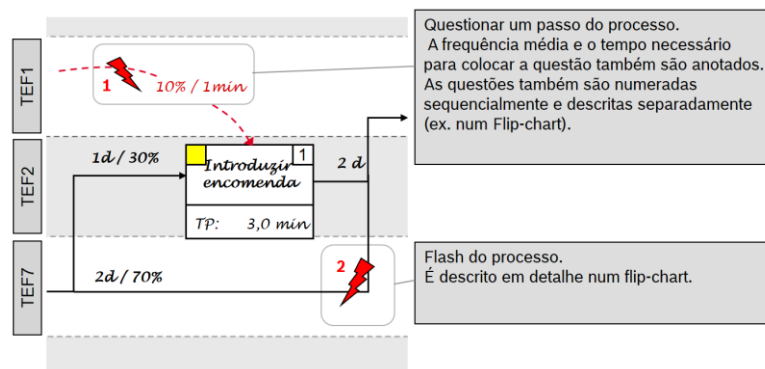 TEF1
1
10% / 1min
Questionar um passo do processo.
A frequência média e o tempo necessário
para colocar a questão também são anotados.
As questões também são numeradas
sequencialmente e descritas separadamente
(ex. num Flip-chart).
TEF2
1d / 30%
1
Introduzir
encomenda
2 d
TP: 3,0 min
TEF7
2d / 70%
2
Flash do processo.
É descrito em detalhe num flip-chart.